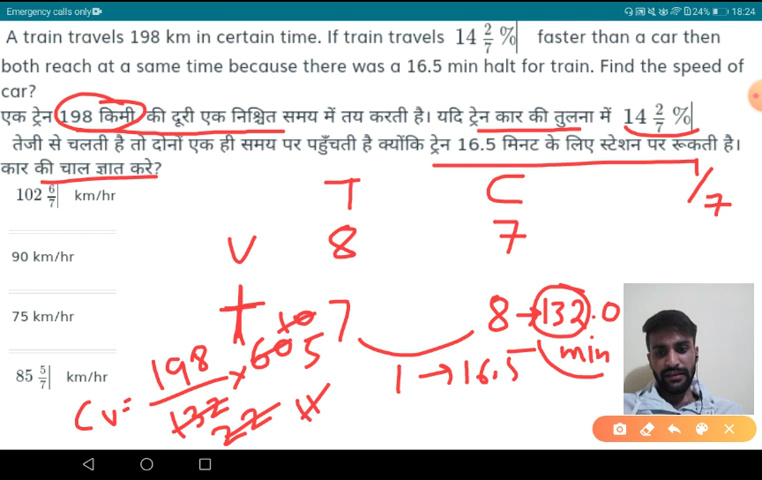 Emergency calls only 24% 18:24
A train travels 198 km in certain time. If train travels 14 2/7 % faster than a car then
both reach at a same time because there was a 16.5 min halt for train. Find the speed of
car?
एक ट्रेन 198 किमी की दूरी एक निश्चित समय में तय करती है। यदि ट्रेन कार की तुलना में 14 2/7 %
तेजी से चलती है तो दोनों एक ही समय पर पहुँचती है क्योंकि ट्रेन 16.5 मिनट के लिए स्टेशन पर रूकती है।
कार की चाल ज्ञात करे?
102 6/7 km/hr
90 km/hr
75 km/hr
85 5/7 km/hr
T C 1/7
V 8 7
t 7 8 → 132.0
min
1 → 16.5
CV = 198/132 × 60 5
10
22 11